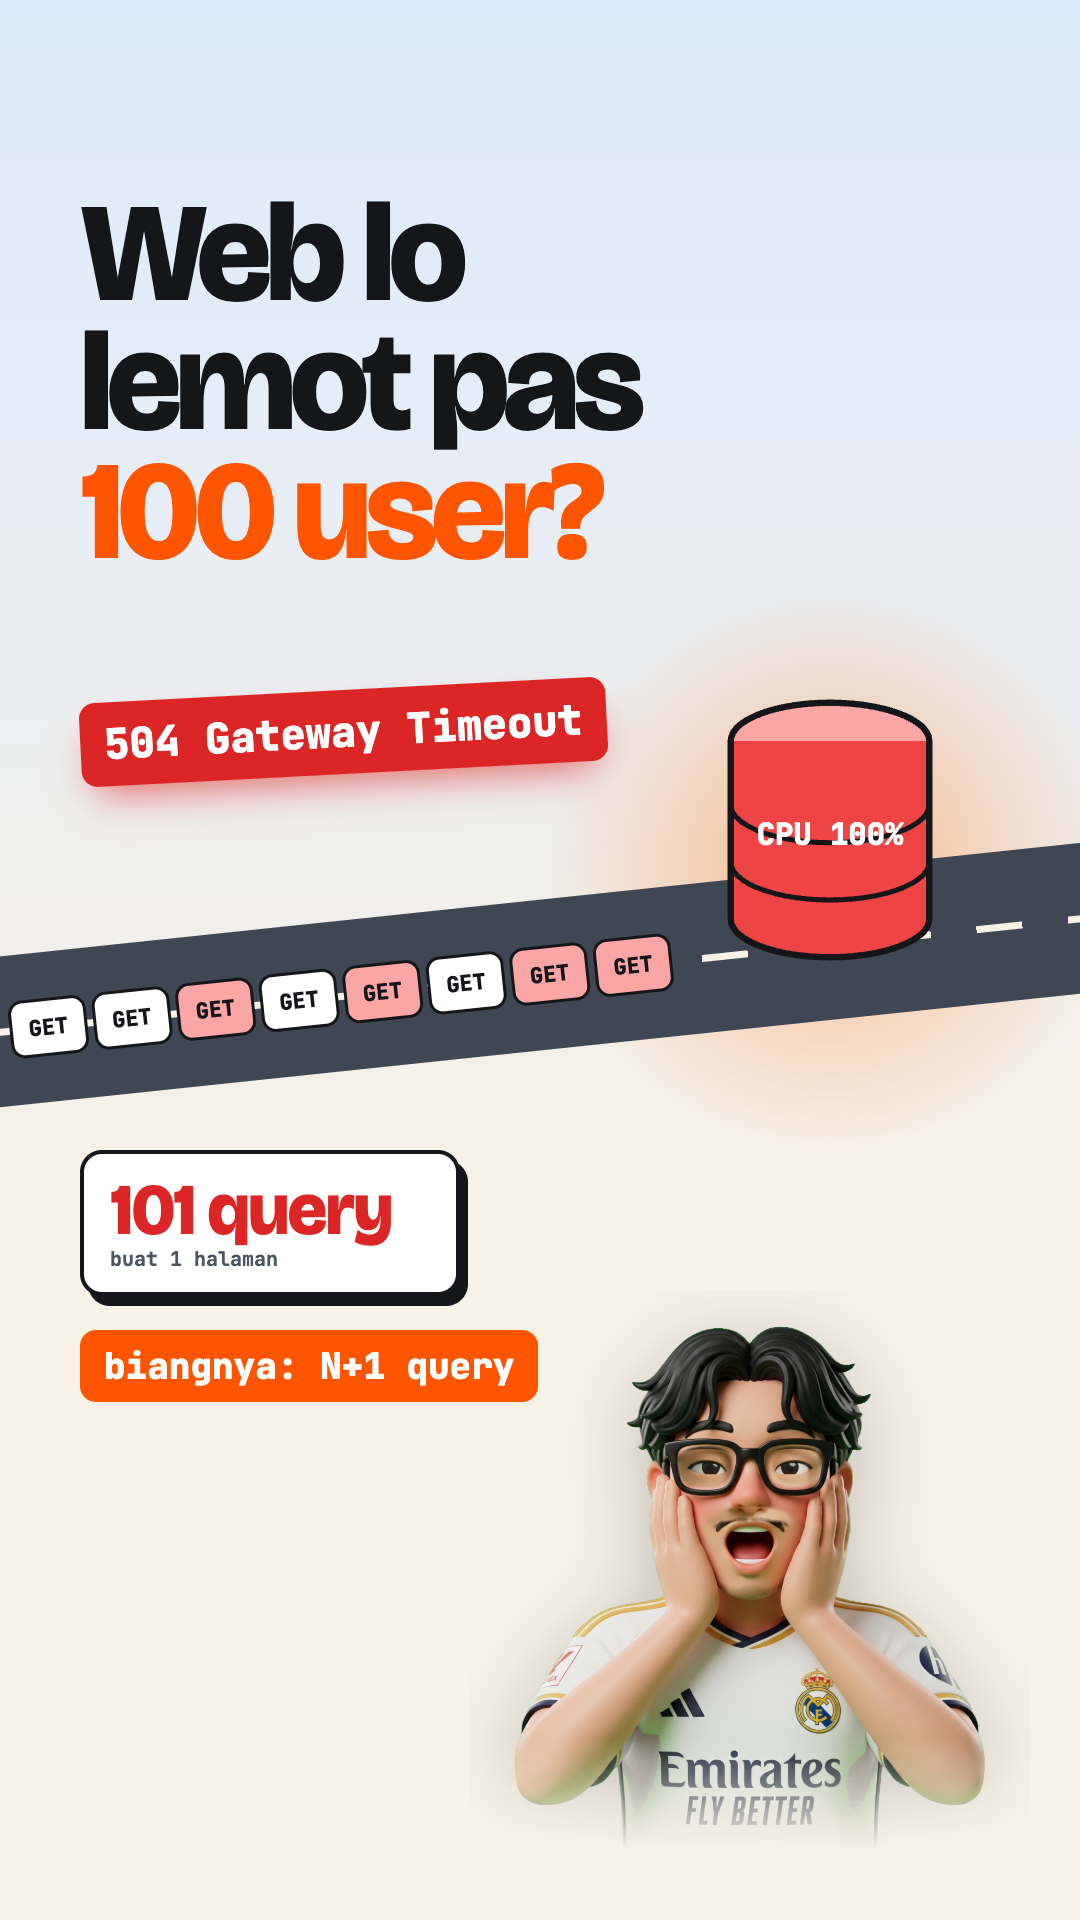 Web lo
lemot pas
100 user?
504 Gateway Timeout
CPU 100%
GET GET GET GET GET GET GET GET
101 query
buat 1 halaman
biangnya: N+1 query
Emirates
FLY BETTER